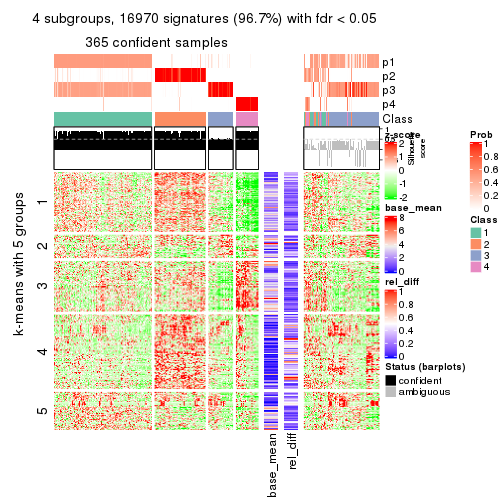 4 subgroups, 16970 signatures (96.7%) with fdr < 0.05
365 confident samples
p1
p2
p3
p4
Class
1
Silhouette
score
k-means with 5 groups
1
2
3
4
5
base_mean
rel_diff
z-score
2
1
0
-2
base_mean
8
6
4
2
0
rel_diff
1
0.8
0.6
0.4
0.2
0
Status (barplots)
confident
ambiguous
Prob
1
0.8
0.6
0.4
0.2
0
Class
1
2
3
4